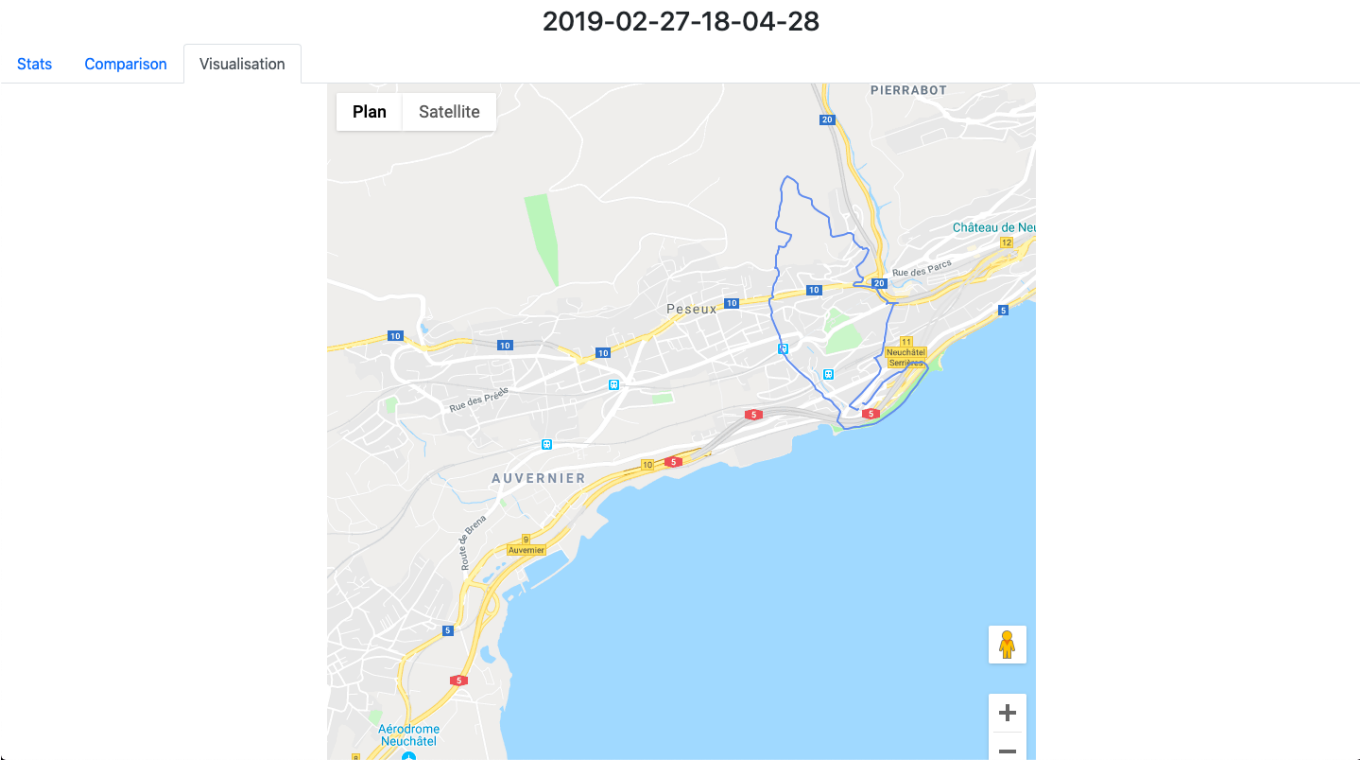 2019-02-27-18-04-28
Stats Comparison Visualisation
Plan Satellite
PIERRABOT
20
Château de Neu
12
Rue des Parcs
20
10
10
Peseux
5
10
11
10
10
Neuchâtel
Serrières
Rue des Préels
5
5
10
5
AUVERNIER
Route de Brena
9
Auvernier
5
5
Aérodrome
Neuchâtel
8